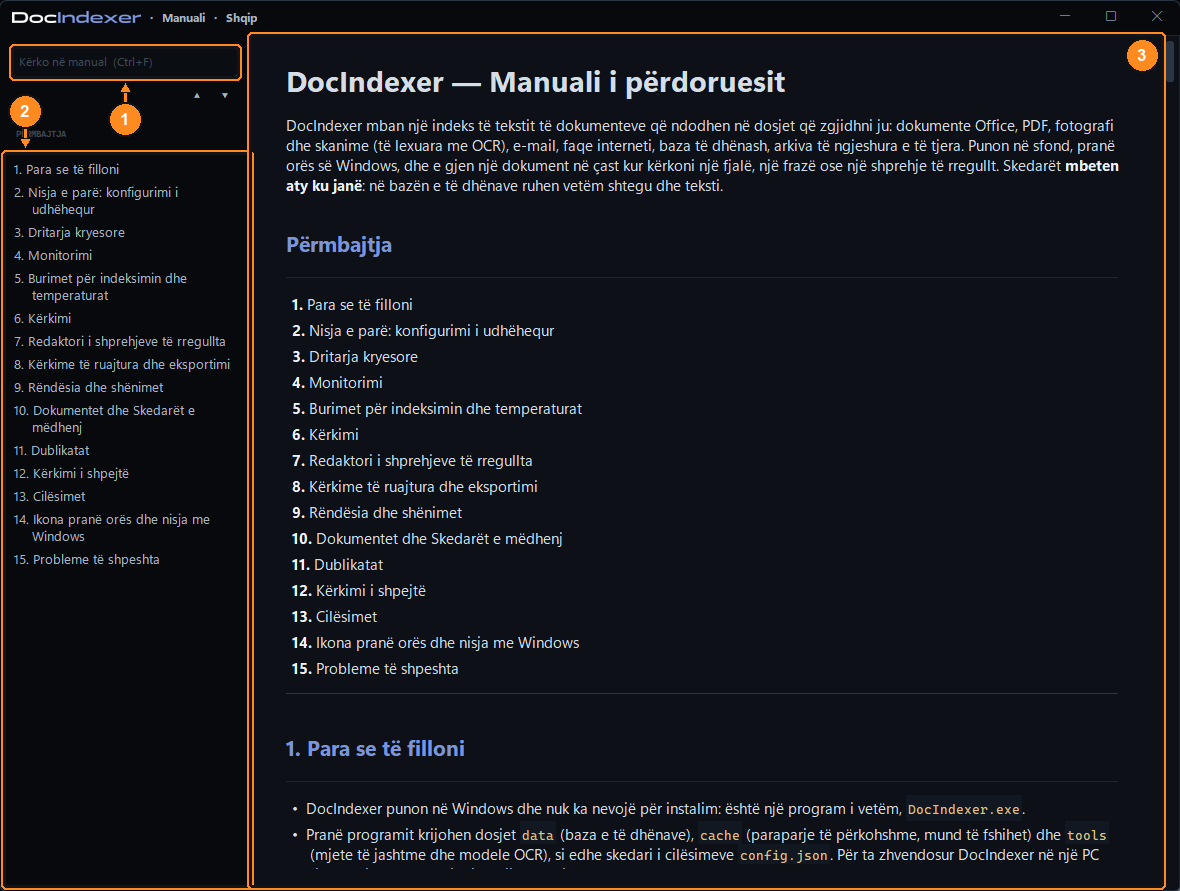 DocIndexer · Manuali · Shqip
Kërko në manual (Ctrl+F)
1
2
3
1. Para se të filloni
2. Nisja e parë: konfigurimi i
udhëhequr
3. Dritarja kryesore
4. Monitorimi
5. Burimet për indeksimin dhe
temperaturat
6. Kërkimi
7. Redaktori i shprehjeve të rregullta
8. Kërkime të ruajtura dhe eksportimi
9. Rëndësia dhe shënimet
10. Dokumentet dhe Skedarët e
mëdhenj
11. Dublikatat
12. Kërkimi i shpejtë
13. Cilësimet
14. Ikona pranë orës dhe nisja me
Windows
15. Probleme të shpeshta
DocIndexer — Manuali i përdoruesit
DocIndexer mban një indeks të tekstit të dokumenteve që ndodhen në dosjet që zgjidhni ju: dokumente Office, PDF, fotografi
dhe skanime (të lexuara me OCR), e-mail, faqe interneti, baza të dhënash, arkiva të ngjeshura e të tjera. Punon në sfond, pranë
orës së Windows, dhe e gjen një dokument në çast kur kërkoni një fjalë, një frazë ose një shprehje të rregullt. Skedarët mbeten
aty ku janë: në bazën e të dhënave ruhen vetëm shtegu dhe teksti.
Përmbajtja
1. Para se të filloni
2. Nisja e parë: konfigurimi i udhëhequr
3. Dritarja kryesore
4. Monitorimi
5. Burimet për indeksimin dhe temperaturat
6. Kërkimi
7. Redaktori i shprehjeve të rregullta
8. Kërkime të ruajtura dhe eksportimi
9. Rëndësia dhe shënimet
10. Dokumentet dhe Skedarët e mëdhenj
11. Dublikatat
12. Kërkimi i shpejtë
13. Cilësimet
14. Ikona pranë orës dhe nisja me Windows
15. Probleme të shpeshta
1. Para se të filloni
• DocIndexer punon në Windows dhe nuk ka nevojë për instalim: është një program i vetëm, DocIndexer.exe.
• Pranë programit krijohen dosjet data (baza e të dhënave), cache (paraparje të përkohshme, mund të fshihet) dhe tools
(mjete të jashtme dhe modele OCR), si edhe skedari i cilësimeve config.json. Për ta zhvendosur DocIndexer në një PC